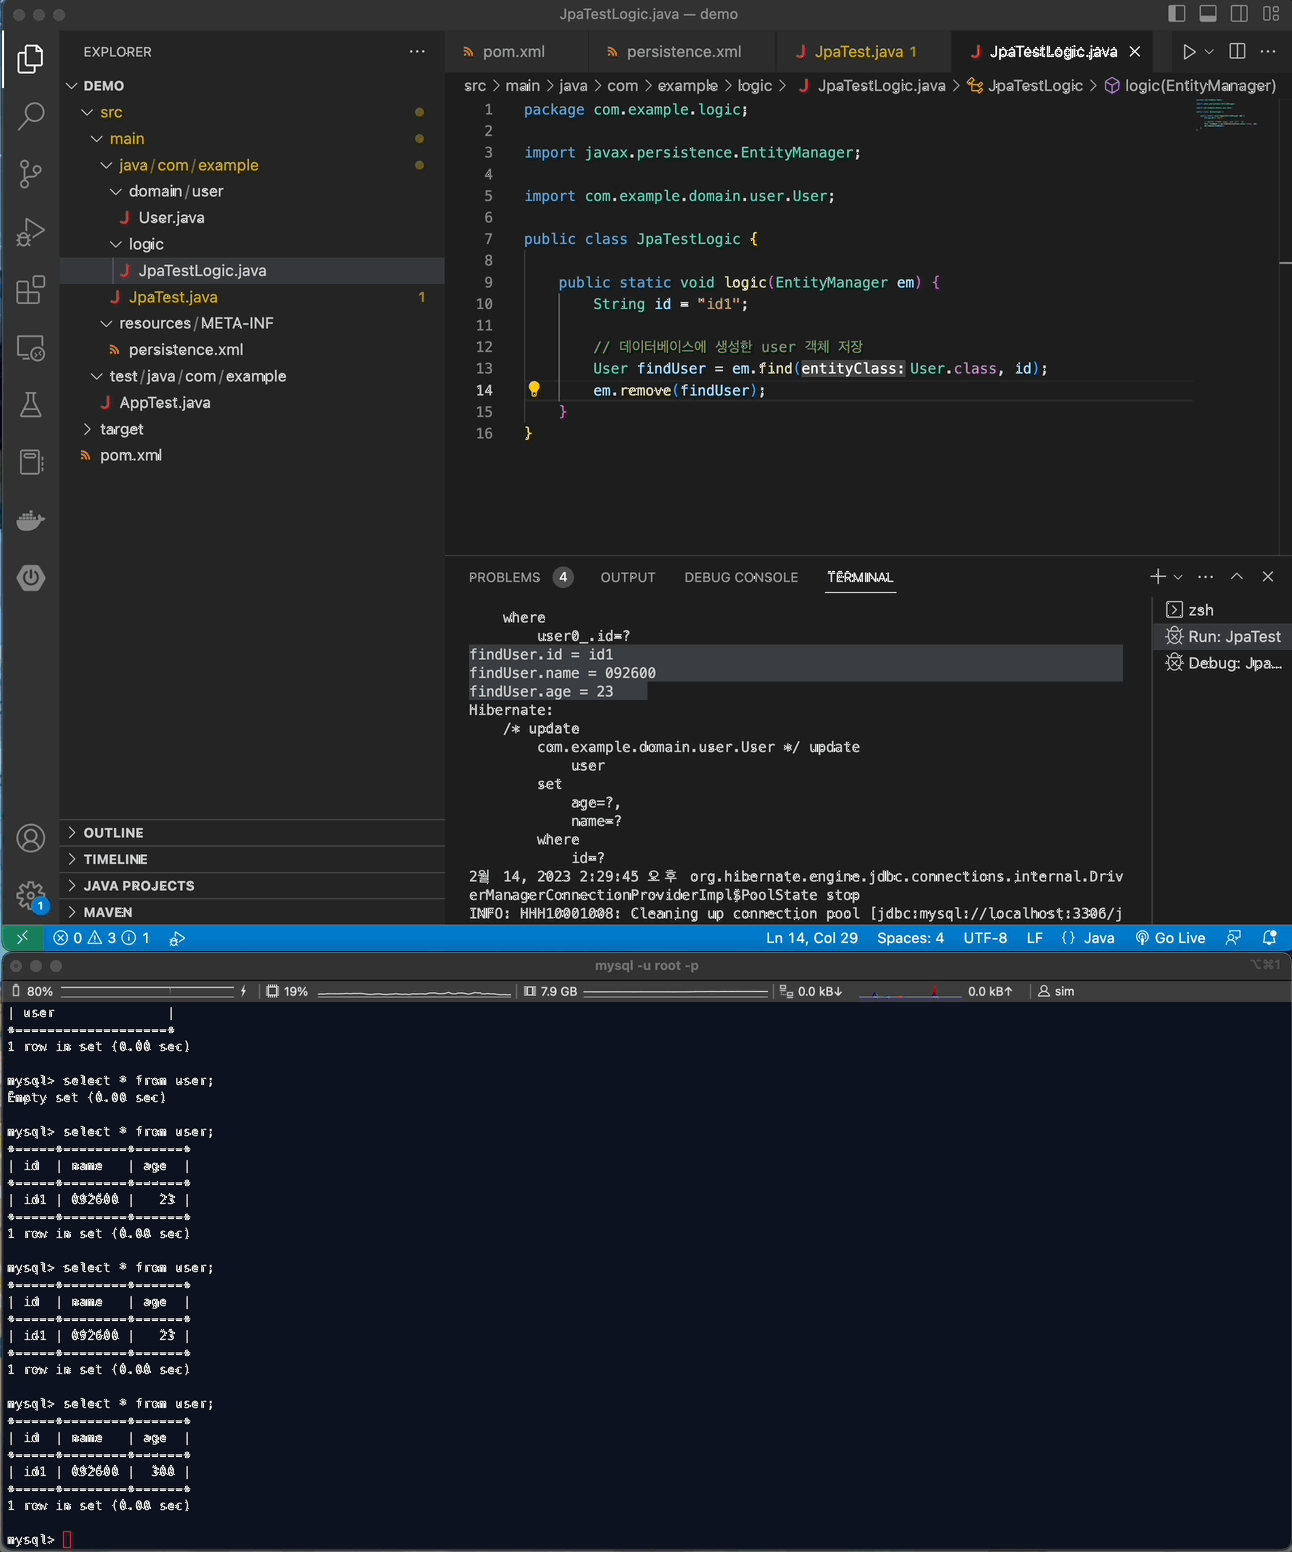 JpaTestLogic.java — demo
EXPLORER
DEMO
src
main
java/com/example
domain/user
User.java
logic
JpaTestLogic.java
JpaTest.java 1
resources/META-INF
persistence.xml
test/java/com/example
AppTest.java
target
pom.xml
OUTLINE
TIMELINE
JAVA PROJECTS
MAVEN
1
pom.xml persistence.xml JpaTest.java 1 JpaTestLogic.java
src > main > java > com > example > logic > JpaTestLogic.java > JpaTestLogic > logic(EntityManager)
1 package com.example.logic;
2
3 import javax.persistence.EntityManager;
4
5 import com.example.domain.user.User;
6
7 public class JpaTestLogic {
8
9 public static void logic(EntityManager em) {
10 String id = "id1";
11
12 // 데이터베이스에 생성한 user 객체 저장
13 User findUser = em.find(entityClass: User.class, id);
14 em.remove(findUser);
15 }
16 }
PROBLEMS 4 OUTPUT DEBUG CONSOLE TERMINAL
where
user0_.id=?
findUser.id = id1
findUser.name = 092600
findUser.age = 23
Hibernate:
/* update
com.example.domain.user.User */ update
user
set
age=?,
name=?
where
id=?
2월 14, 2023 2:29:45 오후 org.hibernate.engine.jdbc.connections.internal.Driv
erManagerConnectionProviderImpl$PoolState stop
INFO: HHH10001008: Cleaning up connection pool [jdbc:mysql://localhost:3306/j
zsh
Run: JpaTest
Debug: Jpa...
0 3 1 Ln 14, Col 29 Spaces: 4 UTF-8 LF {} Java Go Live
mysql -u root -p ⌥⌘1
80% 19% 7.9 GB 0.0 kB↓ 0.0 kB↑ sim
| user |
+------------------+
1 row in set (0.00 sec)
mysql> select * from user;
Empty set (0.00 sec)
mysql> select * from user;
+-----+--------+------+
| id | name | age |
+-----+--------+------+
| id1 | 092600 | 23 |
+-----+--------+------+
1 row in set (0.00 sec)
mysql> select * from user;
+-----+--------+------+
| id | name | age |
+-----+--------+------+
| id1 | 092600 | 23 |
+-----+--------+------+
1 row in set (0.00 sec)
mysql> select * from user;
+-----+--------+------+
| id | name | age |
+-----+--------+------+
| id1 | 092600 | 300 |
+-----+--------+------+
1 row in set (0.00 sec)
mysql>